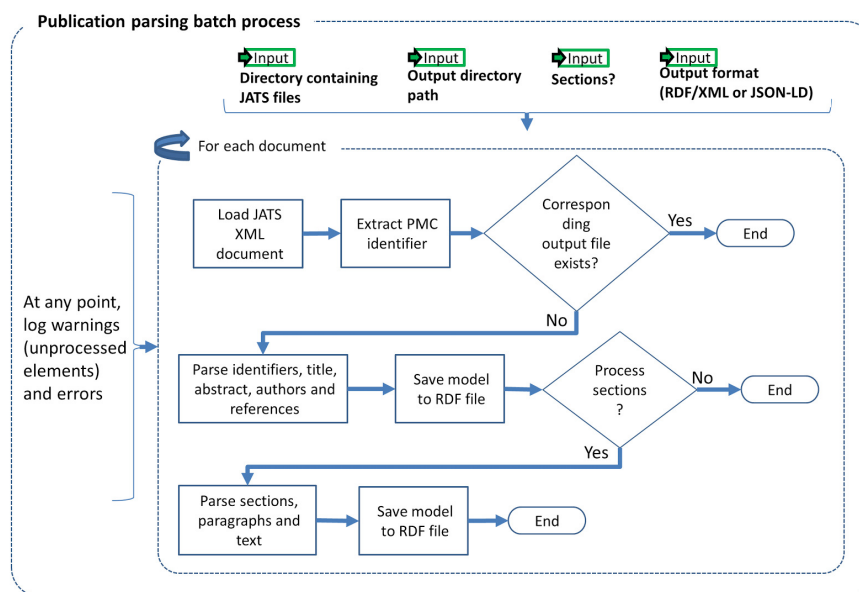 Publication parsing batch process
Input
Directory containing
JATS files
Input
Output directory
path
Input
Sections?
Input
Output format
(RDF/XML or JSON-LD)
For each document
At any point,
log warnings
(unprocessed
elements)
and errors
Load JATS
XML
document
Extract PMC
identifier
Correspon
ding
output file
exists?
Yes
End
No
Parse identifiers, title,
abstract, authors and
references
Save model
to RDF file
Process
sections
?
No
End
Yes
Parse sections,
paragraphs and
text
Save model
to RDF file
End